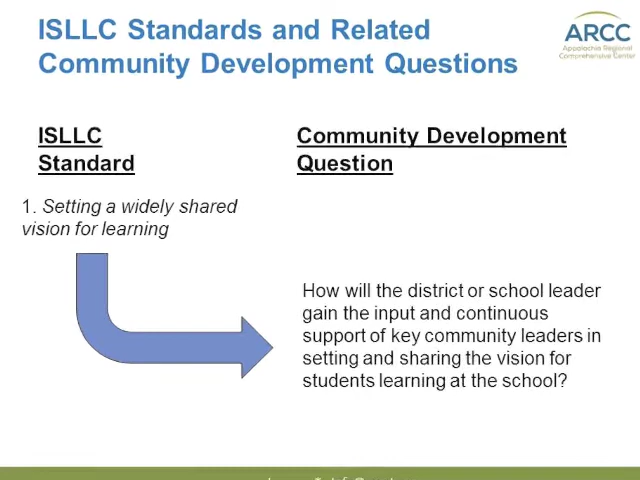 ISLLC Standards and Related
Community Development Questions
ARCC
Appalachia Regional
Comprehensive Center
ISLLC
Standard
Community Development
Question
1. Setting a widely shared
vision for learning
How will the district or school leader
gain the input and continuous
support of key community leaders in
setting and sharing the vision for
students learning at the school?